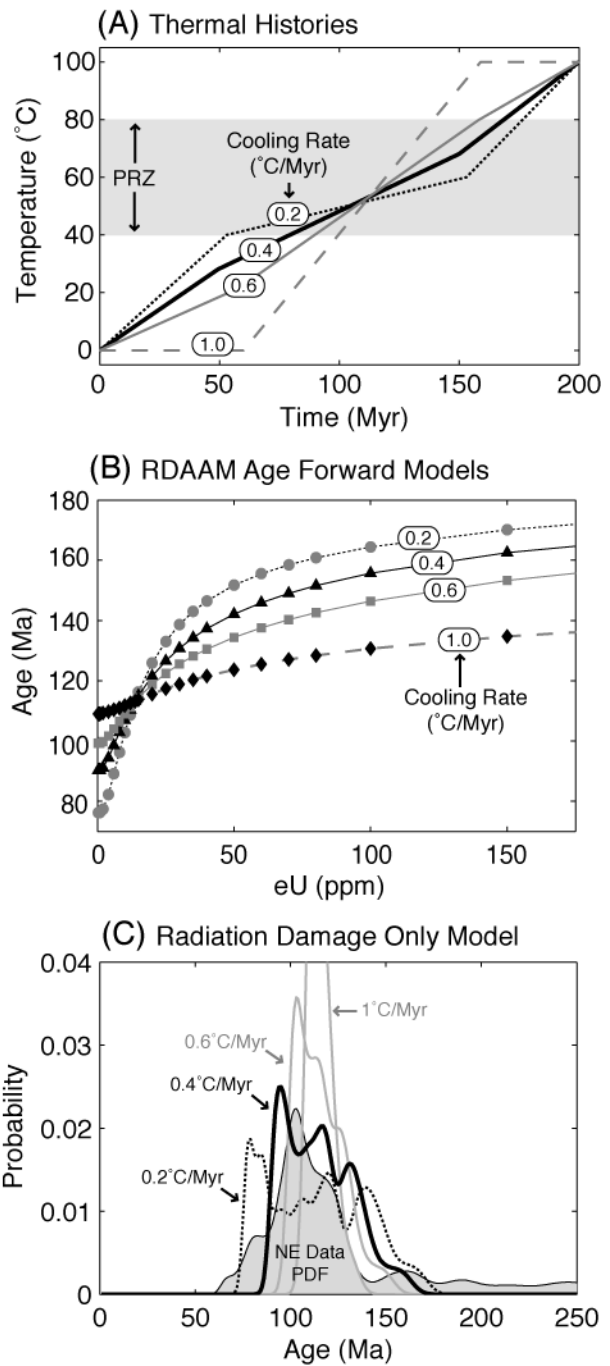 (A) Thermal Histories
100
80
60
40
20
0
Temperature (°C)
PRZ
Cooling Rate
(°C/Myr)
0.2
0.4
0.6
1.0
0
50
100
150
200
Time (Myr)
(B) RDAAM Age Forward Models
180
160
140
120
100
80
Age (Ma)
0.2
0.4
0.6
1.0
Cooling Rate
(°C/Myr)
0
50
100
150
eU (ppm)
(C) Radiation Damage Only Model
0.04
0.03
0.02
0.01
0
Probability
1°C/Myr
0.6°C/Myr
0.4°C/Myr
0.2°C/Myr
NE Data
PDF
0
50
100
150
200
250
Age (Ma)